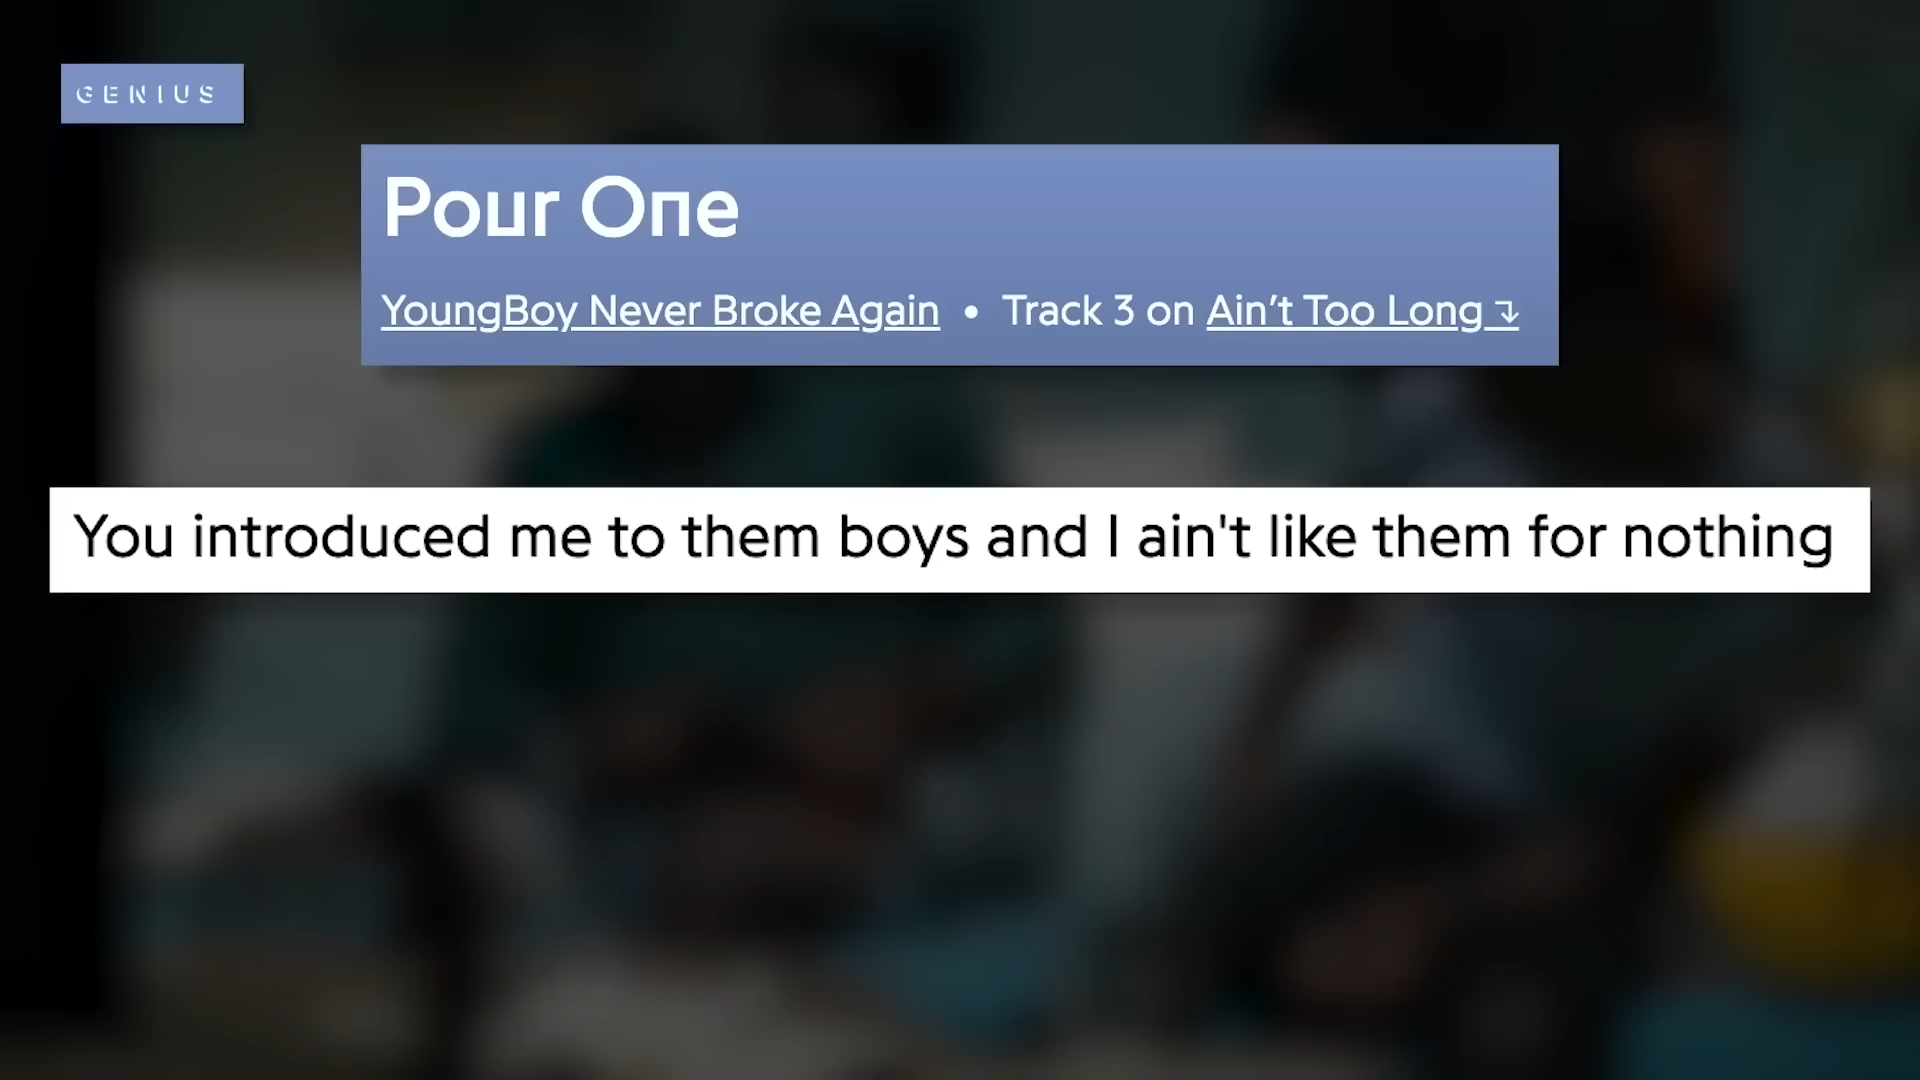 GENIUS
Pour One
YoungBoy Never Broke Again • Track 3 on Ain’t Too Long ↴
You introduced me to them boys and I ain't like them for nothing